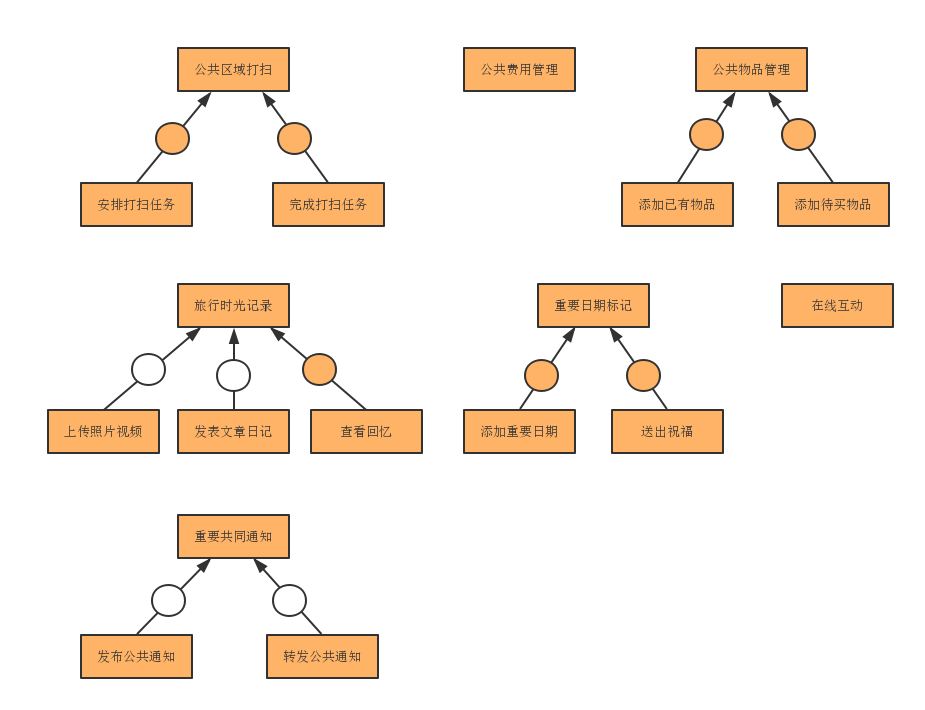 公共区域打扫
公共费用管理
公共物品管理
安排打扫任务
完成打扫任务
添加已有物品
添加待买物品
旅行时光记录
重要日期标记
在线互动
上传照片视频
发表文章日记
查看回忆
添加重要日期
送出祝福
重要共同通知
发布公共通知
转发公共通知